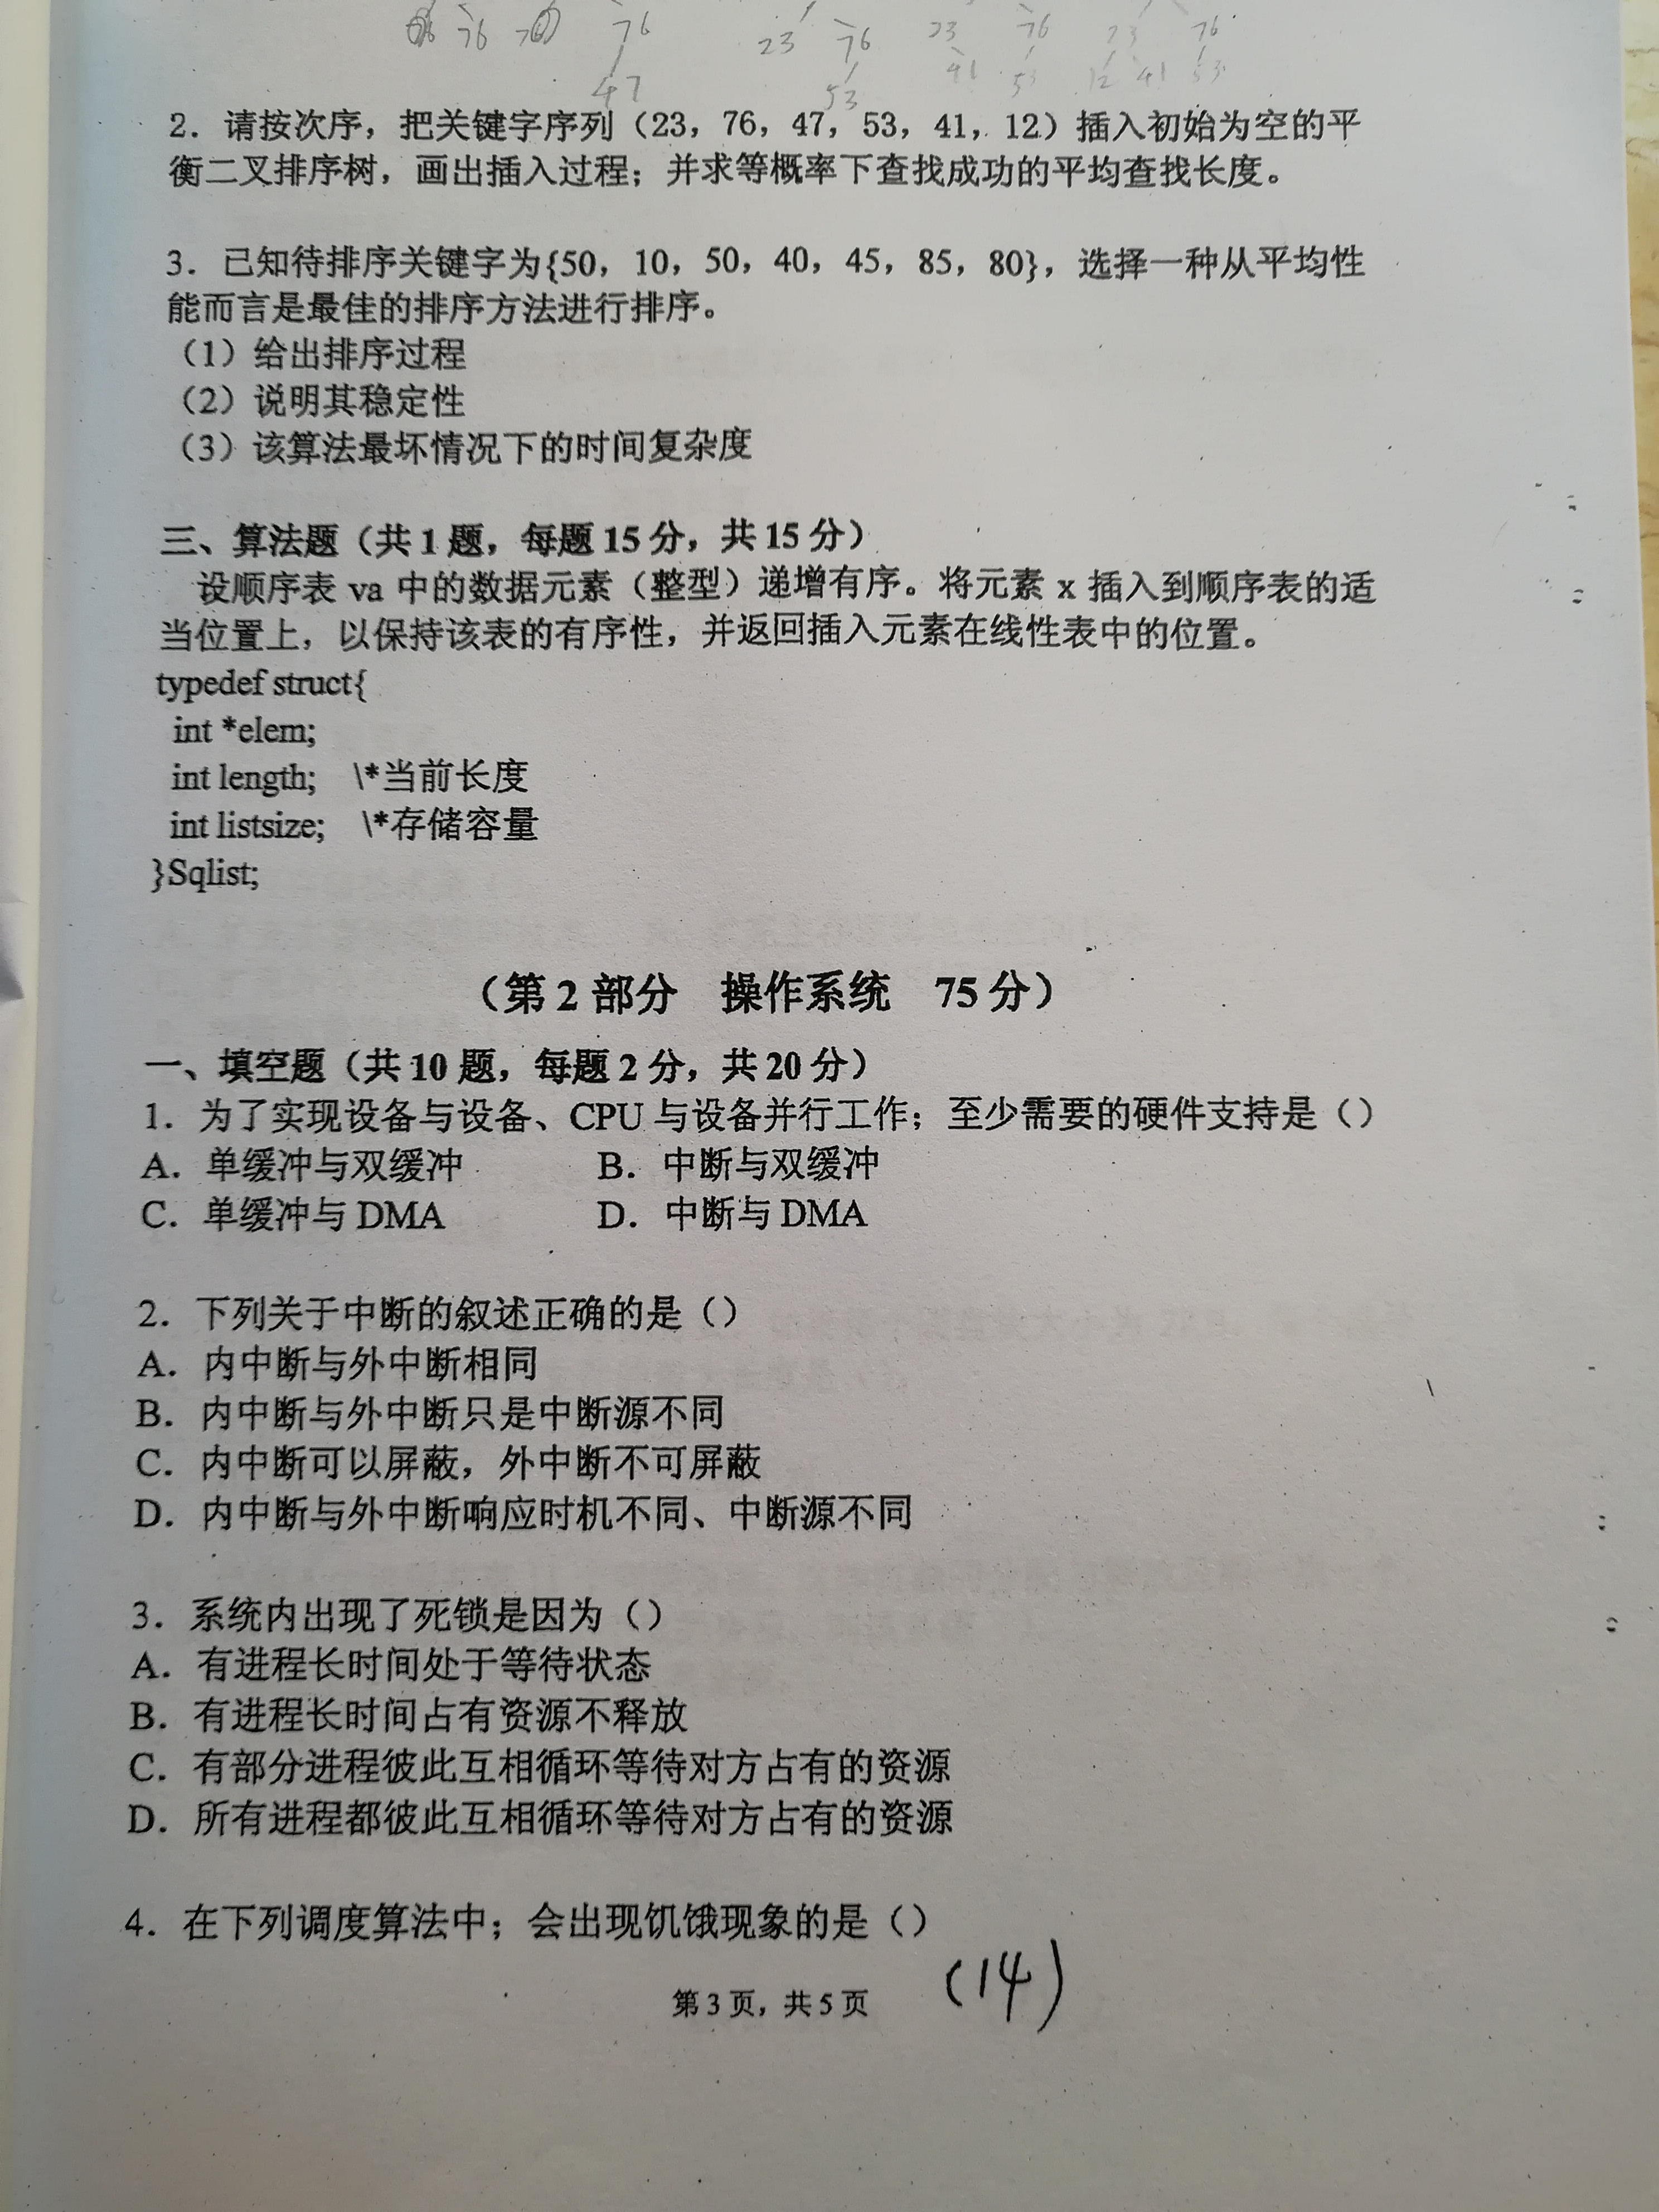 76 76
76
47
23 76
53
23 76
41 53
23 76
12 41 53
2. 请按次序，把关键字序列（23，76，47，53，41，12）插入初始为空的平
衡二叉排序树，画出插入过程；并求等概率下查找成功的平均查找长度。
3. 已知待排序关键字为{50，10，50，40，45，85，80}，选择一种从平均性
能而言是最佳的排序方法进行排序。
（1）给出排序过程
（2）说明其稳定性
（3）该算法最坏情况下的时间复杂度
三、算法题（共1题，每题15分，共15分）
设顺序表 va 中的数据元素（整型）递增有序。将元素 x 插入到顺序表的适
当位置上，以保持该表的有序性，并返回插入元素在线性表中的位置。
typedef struct{
int *elem;
int length; \*当前长度
int listsize; \*存储容量
}Sqlist;
（第2部分 操作系统 75分）
一、填空题（共10题，每题2分，共20分）
1. 为了实现设备与设备、CPU 与设备并行工作；至少需要的硬件支持是（）
A. 单缓冲与双缓冲 B. 中断与双缓冲
C. 单缓冲与 DMA D. 中断与 DMA
2. 下列关于中断的叙述正确的是（）
A. 内中断与外中断相同
B. 内中断与外中断只是中断源不同
C. 内中断可以屏蔽，外中断不可屏蔽
D. 内中断与外中断响应时机不同、中断源不同
3. 系统内出现了死锁是因为（）
A. 有进程长时间处于等待状态
B. 有进程长时间占有资源不释放
C. 有部分进程彼此互相循环等待对方占有的资源
D. 所有进程都彼此互相循环等待对方占有的资源
4. 在下列调度算法中；会出现饥饿现象的是（）
第3页，共5页 (14)